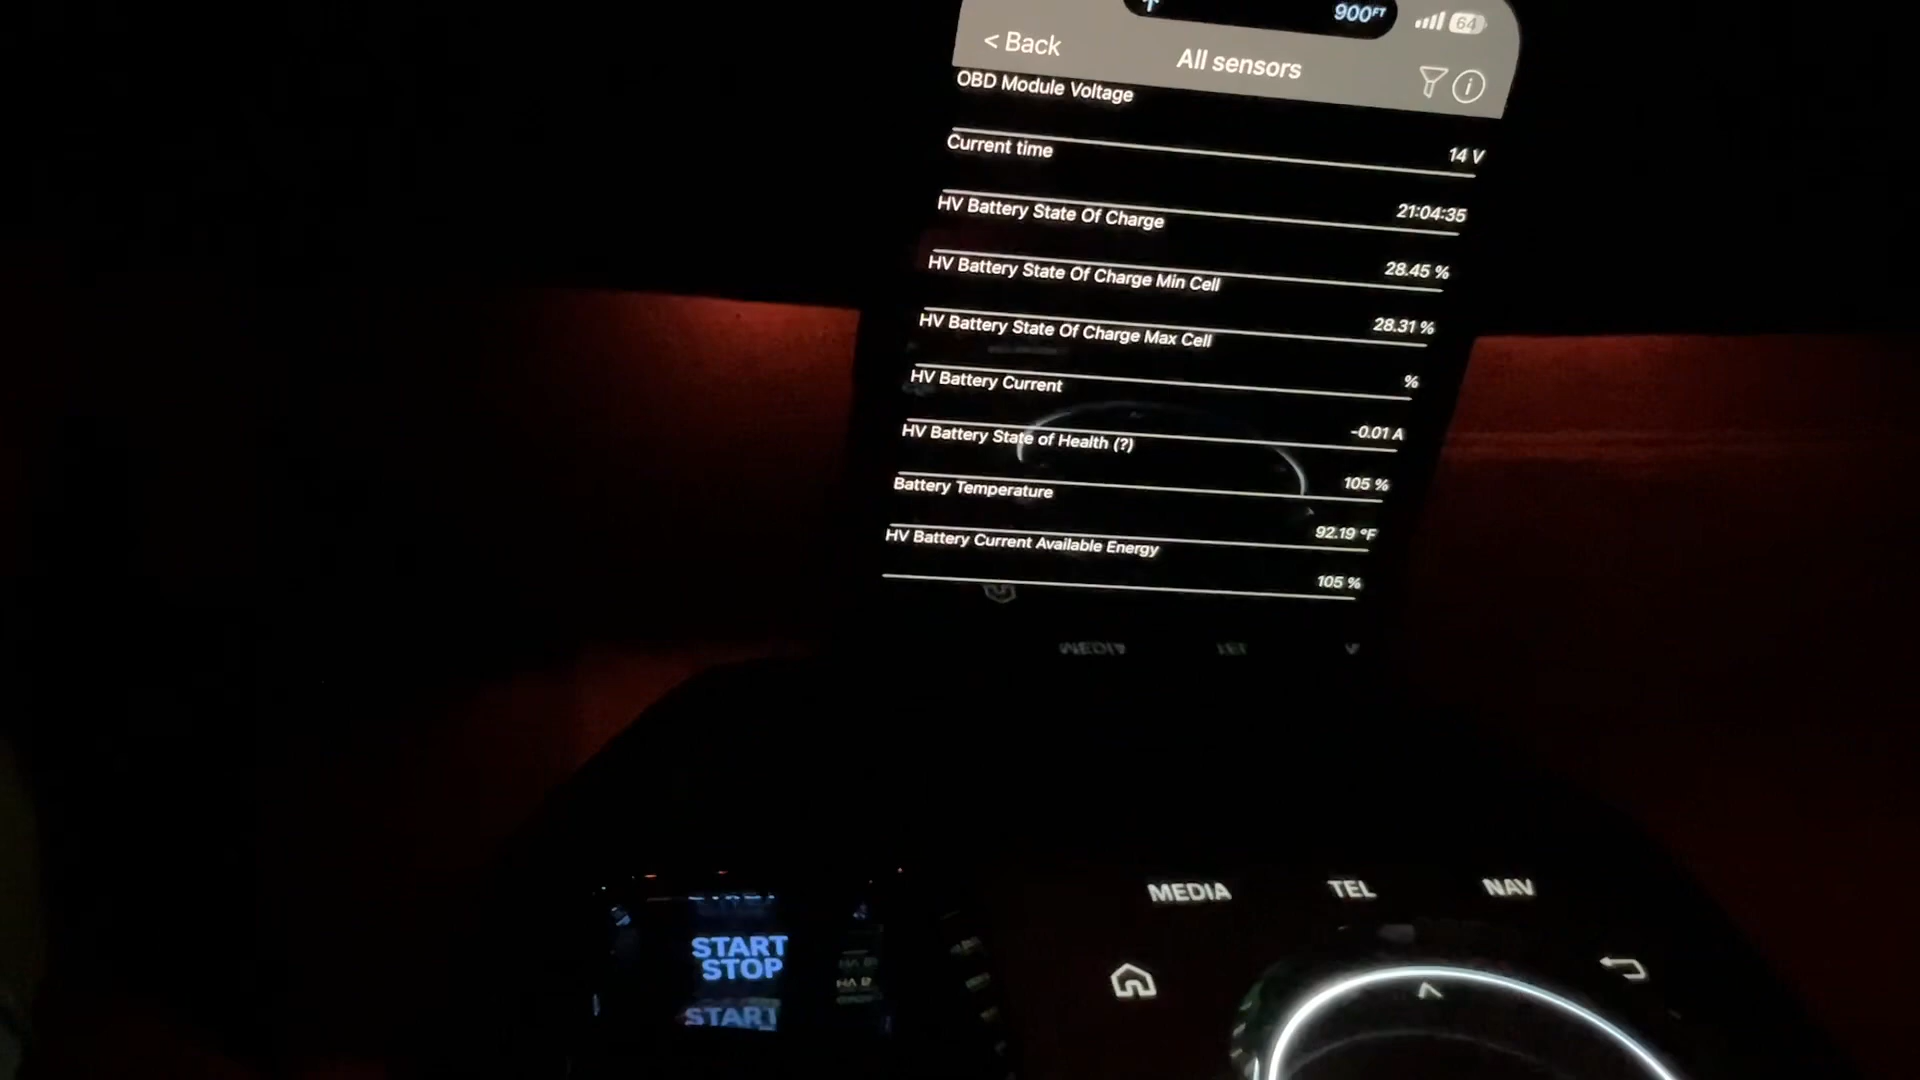 900FT
64
< Back
All sensors
OBD Module Voltage
14 V
Current time
21:04:35
HV Battery State Of Charge
28.45 %
HV Battery State Of Charge Min Cell
28.31 %
HV Battery State Of Charge Max Cell
%
HV Battery Current
-0.01 A
HV Battery State of Health (?)
105 %
Battery Temperature
92.19 °F
HV Battery Current Available Energy
105 %
MEDIA
TEL
NAV
START
STOP
START